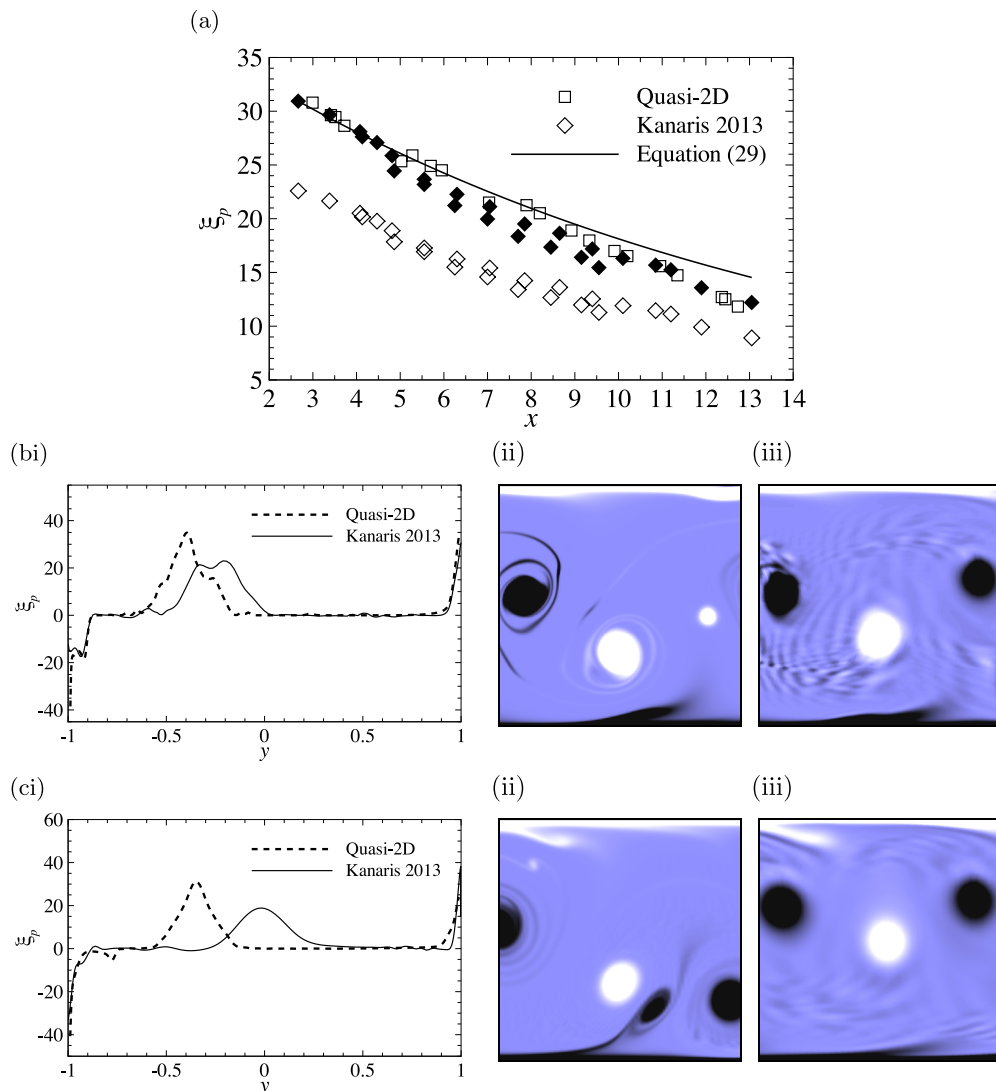 (a)
35
30
25
20
15
10
5
ξp
2 3 4 5 6 7 8 9 10 11 12 13 14
x
Quasi-2D
Kanaris 2013
Equation (29)
(bi)
(ii)
(iii)
40
20
0
-20
-40
ξp
-1 -0.5 0 0.5 1
y
Quasi-2D
Kanaris 2013
(ci)
(ii)
(iii)
60
40
20
0
-20
-40
ξp
-1 -0.5 0 0.5 1
y
Quasi-2D
Kanaris 2013